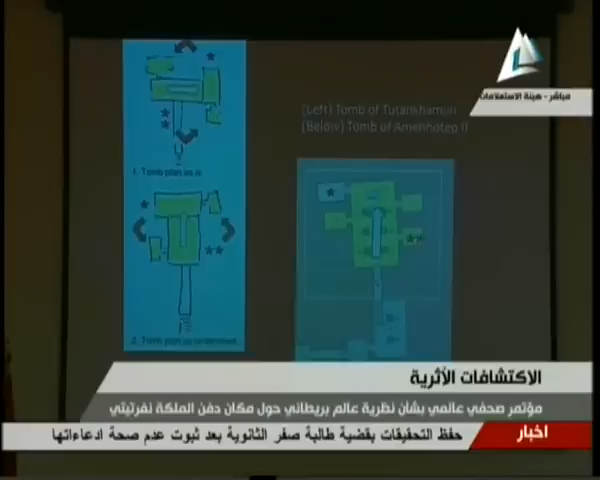 مباشر - هيئة الاستعلامات
(Left) Tomb of Tutankhamun
(Below) Tomb of Amenhotep II
1. Tomb plan as is
2. Tomb plan as understood
الاكتشافات الأثرية
مؤتمر صحفي عالمي بشأن نظرية عالم بريطاني حول مكان دفن الملكة نفرتيتي
اخبار
حفظ التحقيقات بقضية طالبة صفر الثانوية بعد ثبوت عدم صحة ادعاءاتها